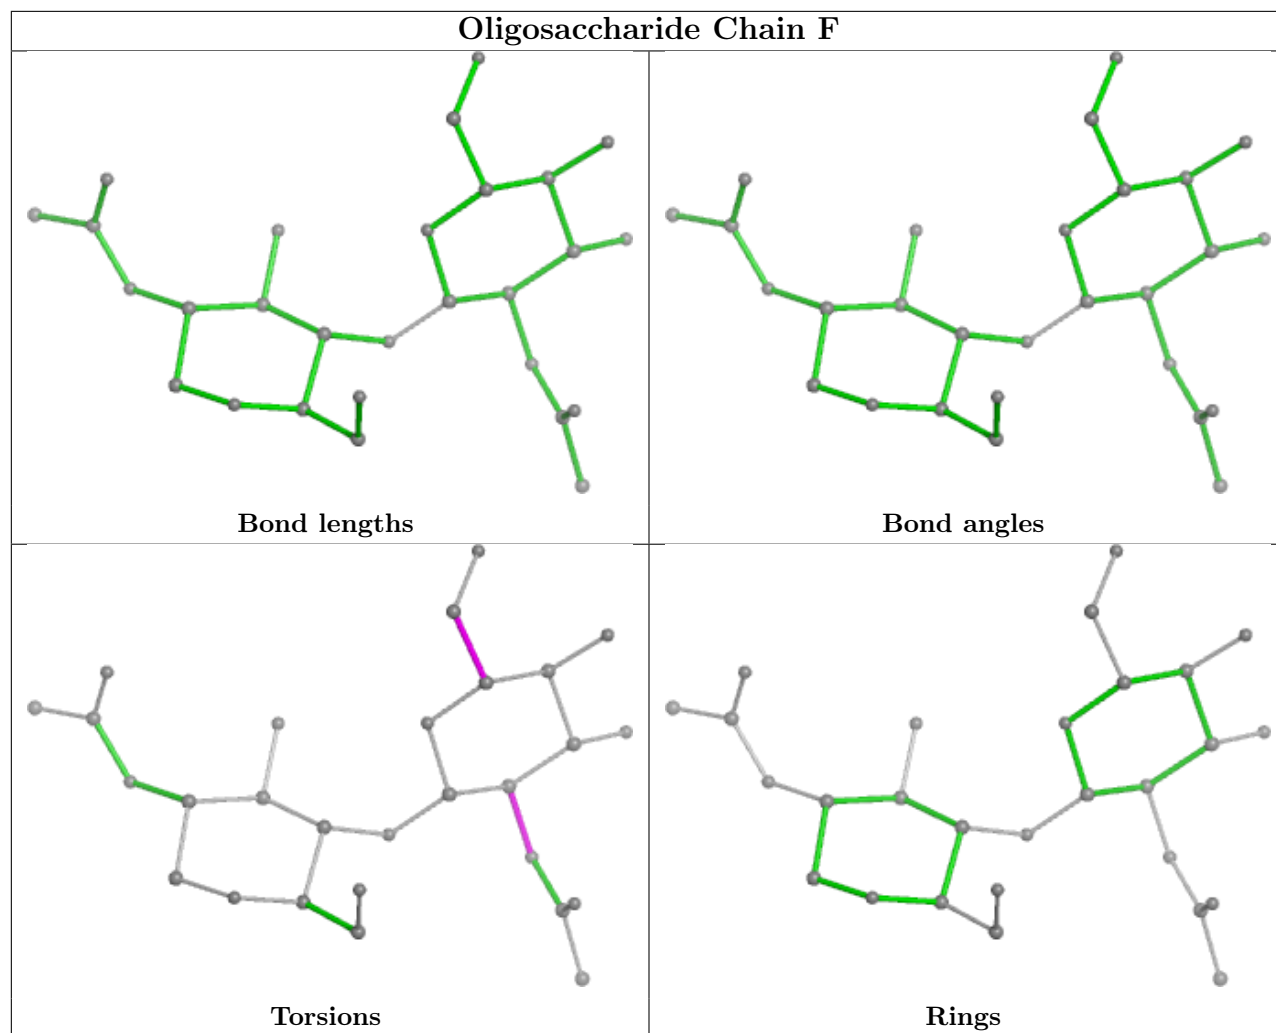 Oligosaccharide Chain F
Bond lengths
Bond angles
Torsions
Rings